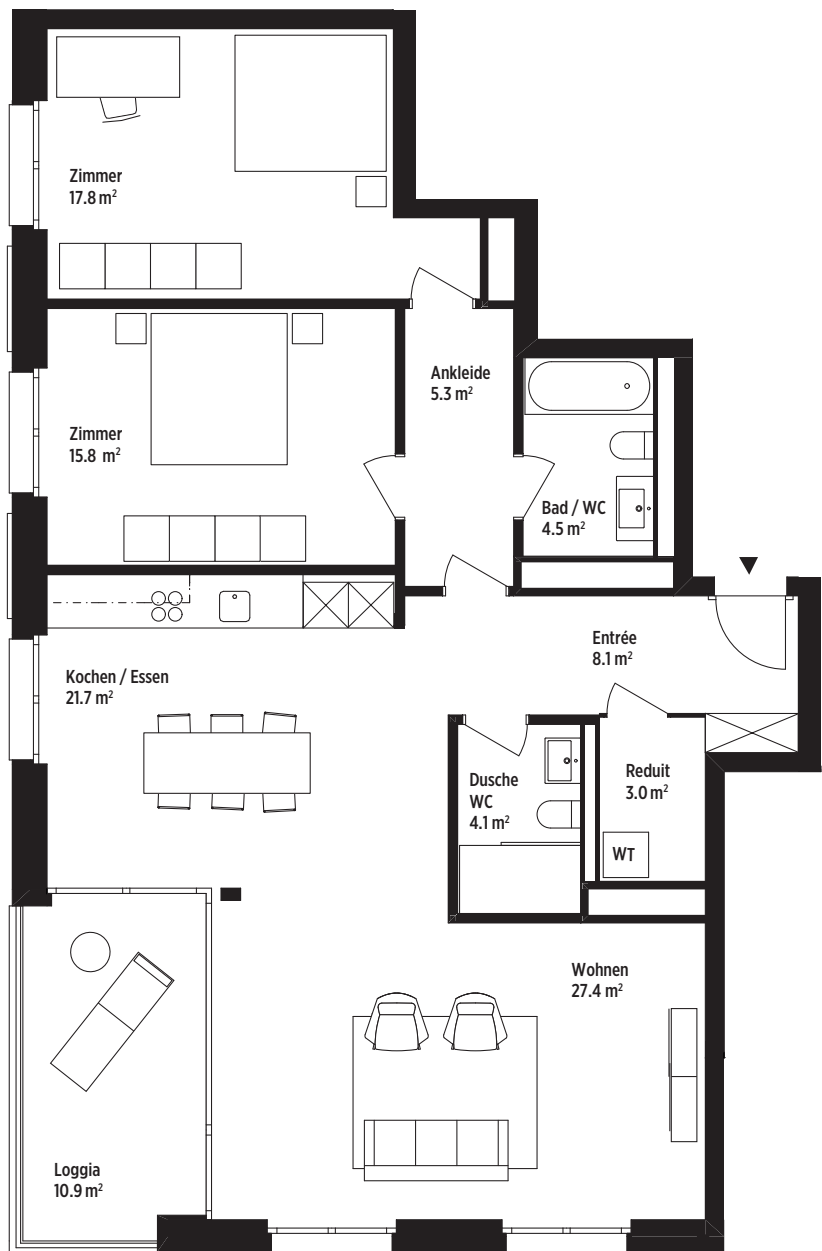 Zimmer
17.8 m²
Ankleide
5.3 m²
Zimmer
15.8 m²
Bad / WC
4.5 m²
Entrée
8.1 m²
Kochen / Essen
21.7 m²
Dusche
WC
4.1 m²
Reduit
3.0 m²
WT
Wohnen
27.4 m²
Loggia
10.9 m²